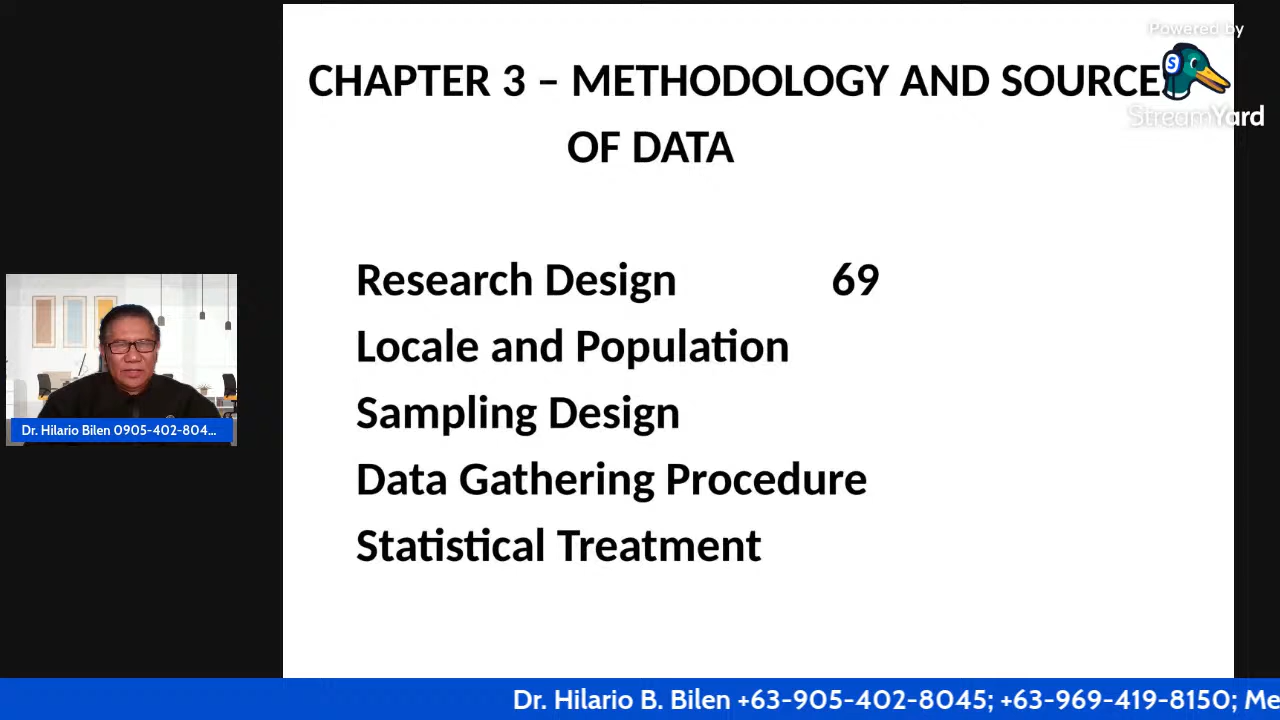 Powered by
CHAPTER 3 – METHODOLOGY AND SOURCE
S
StreamYard
OF DATA
Research Design 69
Locale and Population
Sampling Design
Data Gathering Procedure
Statistical Treatment
Dr. Hilario Bilen 0905-402-804...
Dr. Hilario B. Bilen +63-905-402-8045; +63-969-419-8150; Me